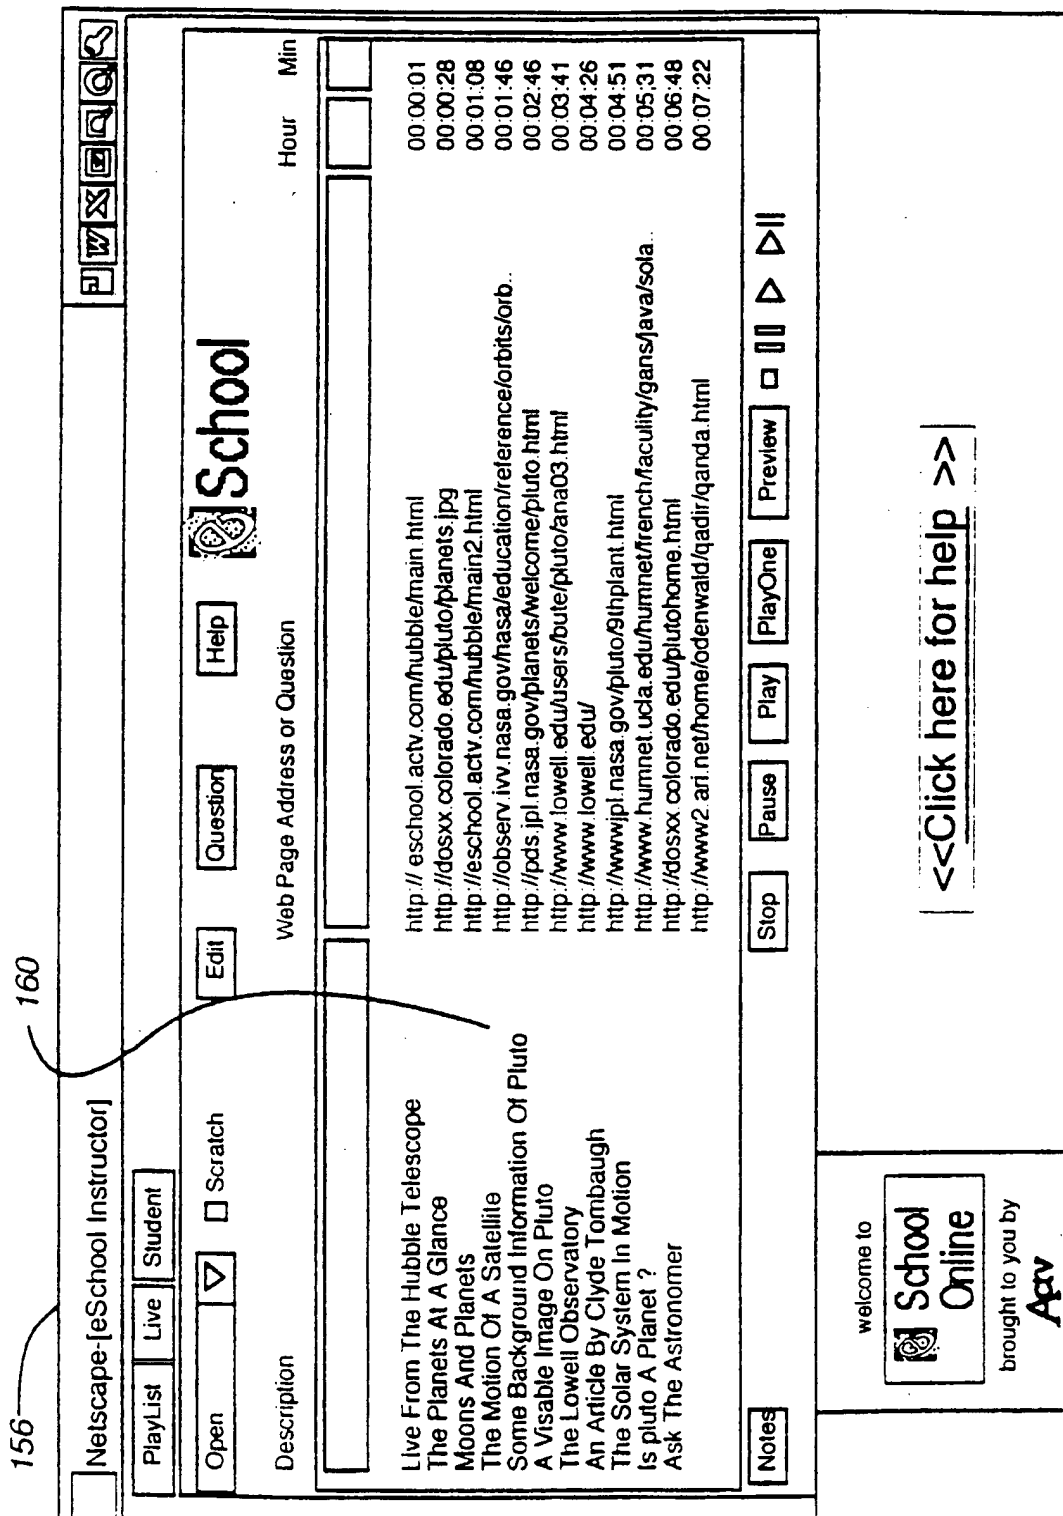 156
160
Netscape-[eSchool Instructor]
PlayList Live Student
Open Scratch Edit Question Help eSchool
Description Web Page Address or Question Hour Min
Live From The Hubble Telescope http:// eschool.actv.com/hubble/main.html 00:00:01
The Planets At A Glance http://dosxx.colorado.edu/pluto/planets.jpg 00:00:28
Moons And Planets http://eschool.actv.com/hubble/main2.html 00:01:08
The Motion Of A Satellite http://observ.ivv.nasa.gov/nasa/education/reference/orbits/orb.. 00:01:46
Some Background Information Of Pluto http://pds.jpl.nasa.gov/planets/welcome/pluto.html 00:02:46
A Visable Image On Pluto http://www.lowell.edu/users/bute/pluto/ana03.html 00:03:41
The Lowell Observatory http://www.lowell.edu/ 00:04:26
An Article By Clyde Tombaugh http://wwwjpl.nasa.gov/pluto/9thplant.html 00:04:51
The Solar System In Motion http://www.humnet.ucla.edu/humnet/french/faculity/gans/java/sola.. 00:05;31
Is pluto A Planet ? http://dosxx.colorado.edu/plutohome.html 00:06:48
Ask The Astronomer http://www2.ari.net/home/odenwald/qadir/qanda.html 00:07:22
Notes Stop Pause Play PlayOne Preview
welcome to
eSchool
Online
brought to you by
Actv
<<Click here for help >>